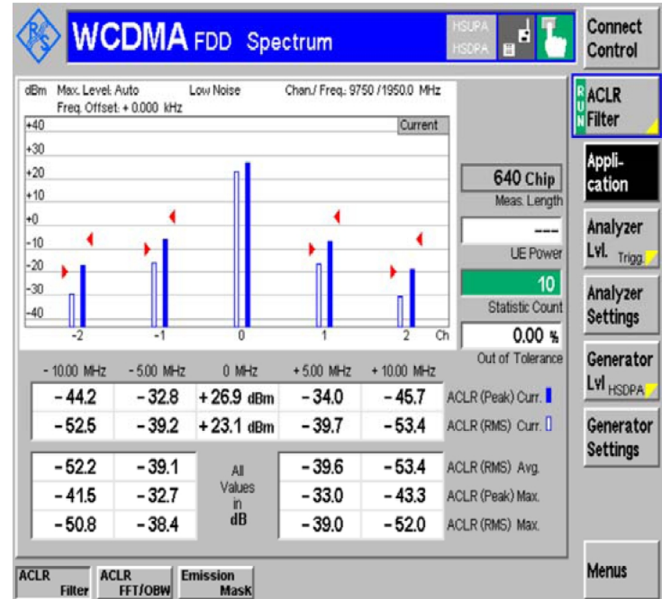 WCDMA FDD Spectrum
HSUPA
HSDPA
Connect
Control
dBm Max. Level: Auto Low Noise Chan./ Freq.: 9750 / 1950.0 MHz
Freq. Offset: + 0.000 kHz
Current
+40
+30
+20
+10
+0
-10
-20
-30
-40
-2 -1 0 1 2 Ch
640 Chip
Meas. Length
---
UE Power
10
Statistic Count
0.00 %
Out of Tolerance
- 10.00 MHz - 5.00 MHz 0 MHz + 5.00 MHz + 10.00 MHz
- 44.2 - 32.8 + 26.9 dBm - 34.0 - 45.7 ACLR (Peak) Curr.
- 52.5 - 39.2 + 23.1 dBm - 39.7 - 53.4 ACLR (RMS) Curr.
- 52.2 - 39.1 - 39.6 - 53.4 ACLR (RMS) Avg.
- 41.5 - 32.7 - 33.0 - 43.3 ACLR (Peak) Max.
- 50.8 - 38.4 - 39.0 - 52.0 ACLR (RMS) Max.
All
Values
in
dB
RUN
ACLR
Filter
Appli-
cation
Analyzer
Lvl. Trigg.
Analyzer
Settings
Generator
Lvl HSDPA
Generator
Settings
Menus
ACLR
Filter
ACLR
FFT/OBW
Emission
Mask